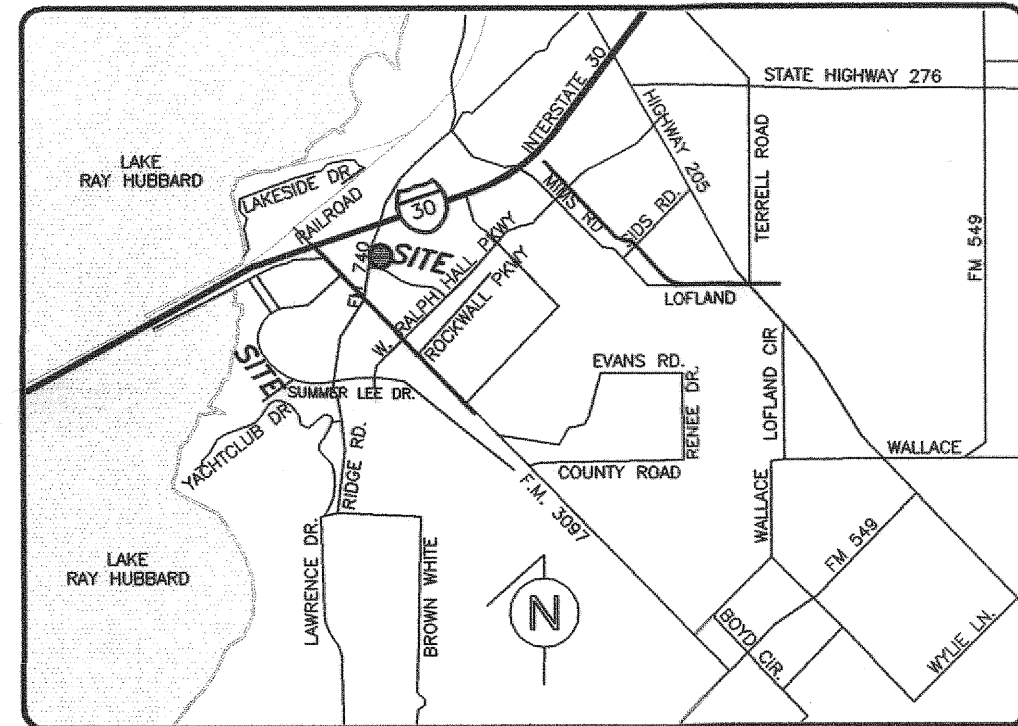 LAKE
RAY HUBBARD
LAKESIDE DR.
RAILROAD
INTERSTATE 30
30
STATE HIGHWAY 276
HIGHWAY 205
TERRELL ROAD
FM 549
MIMS RD
SIDS RD.
FM 740
SITE
W. RALPH HALL PKWY
ROCKWALL PKWY
LOFLAND
SITE
SUMMER LEE DR.
EVANS RD.
RENEE DR.
LOFLAND CIR
YACHTCLUB DR
RIDGE RD.
COUNTY ROAD
WALLACE
WALLACE
F.M. 3097
LAKE
RAY HUBBARD
LAWRENCE DR.
BROWN WHITE
N
FM 549
BOYD CIR.
WYLIE LN.